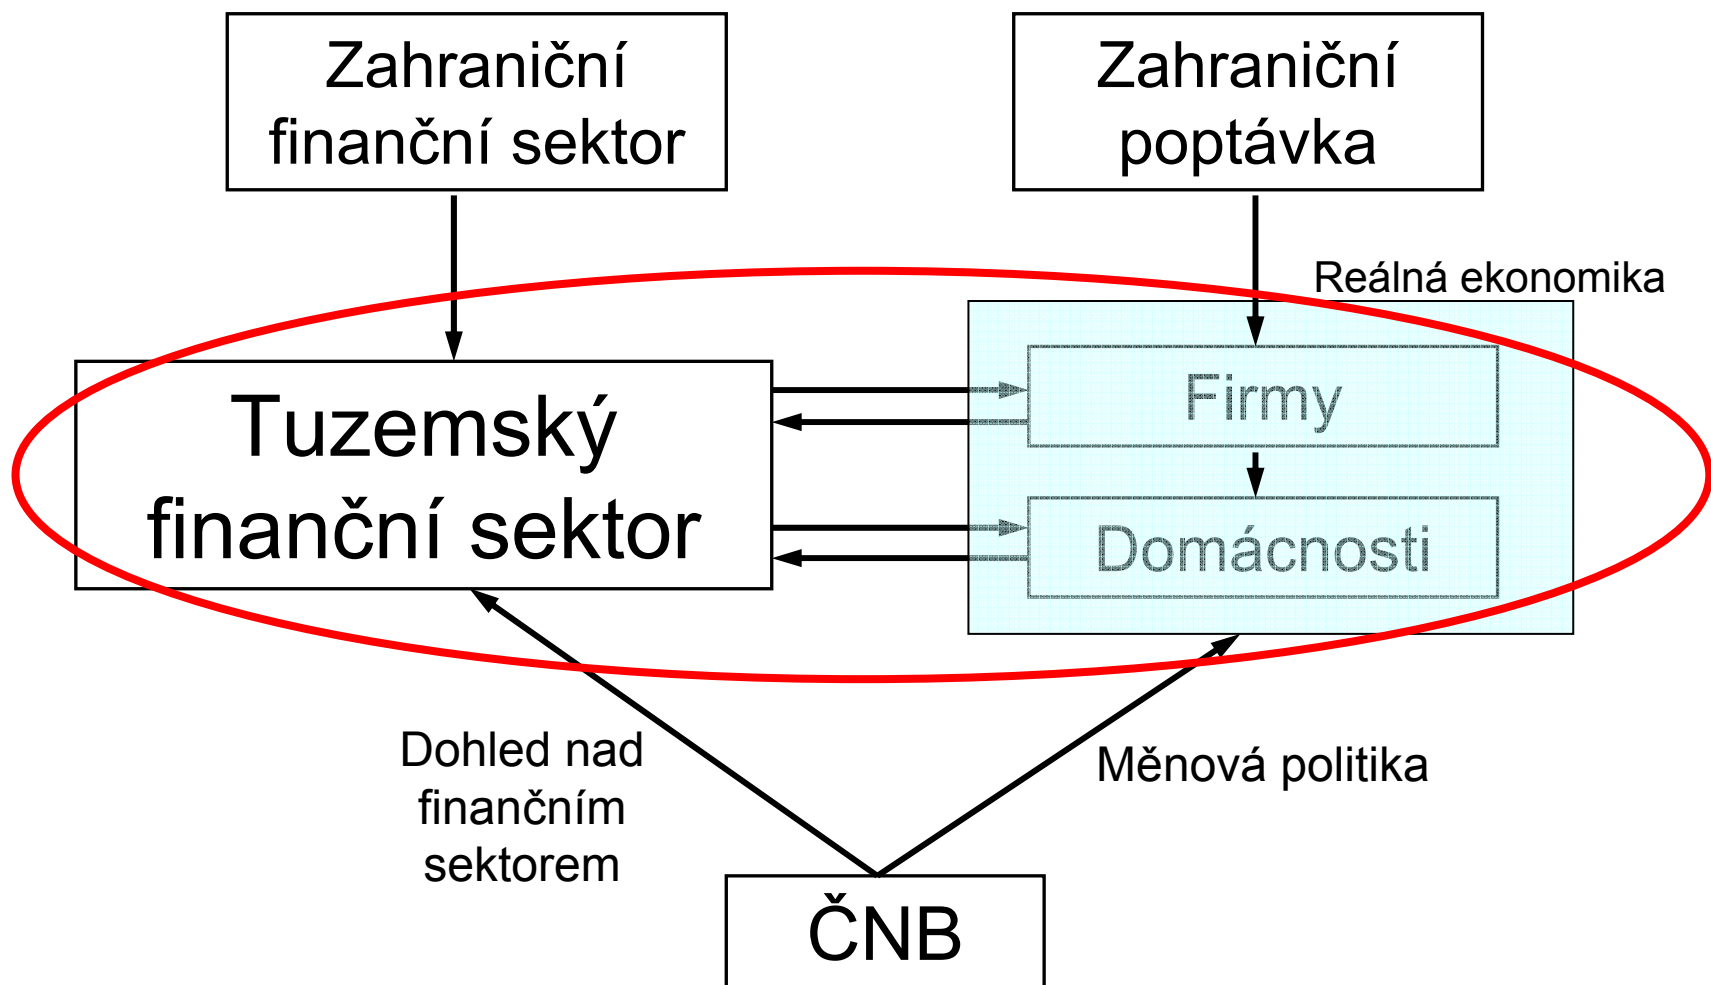 Zahraniční
finanční sektor
Zahraniční
poptávka
Reálná ekonomika
Tuzemský
finanční sektor
Firmy
Domácnosti
Dohled nad
finančním
sektorem
Měnová politika
ČNB